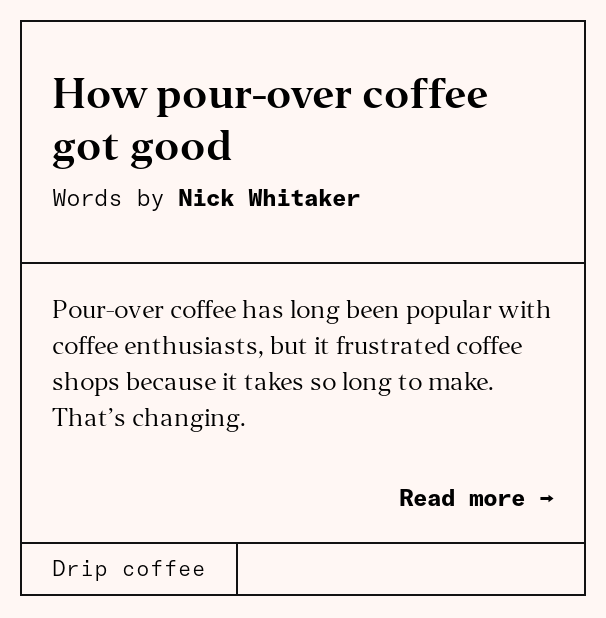 How pour-over coffee
got good
Words by Nick Whitaker
Pour-over coffee has long been popular with
coffee enthusiasts, but it frustrated coffee
shops because it takes so long to make.
That’s changing.
Read more →
Drip coffee